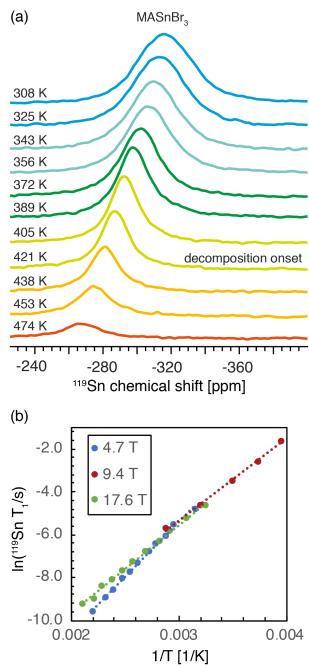 (a)
MASnBr3
308 K
325 K
343 K
356 K
372 K
389 K
405 K
421 K
decomposition onset
438 K
453 K
474 K
-240 -280 -320 -360
119Sn chemical shift [ppm]
(b)
-2.0
4.7 T
9.4 T
17.6 T
-4.0
ln(119Sn T1/s)
-6.0
-8.0
-10.0
0.002 0.003 0.004
1/T [1/K]